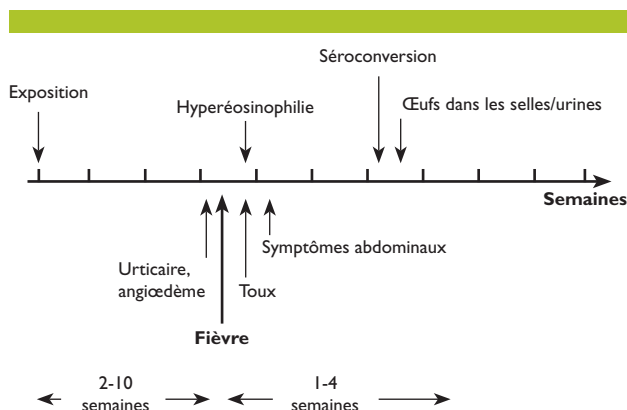 Séroconversion
Exposition
Hyperéosinophilie
Œufs dans les selles/urines
Semaines
Symptômes abdominaux
Urticaire,
angiœdème
Toux
Fièvre
2-10
semaines
1-4
semaines